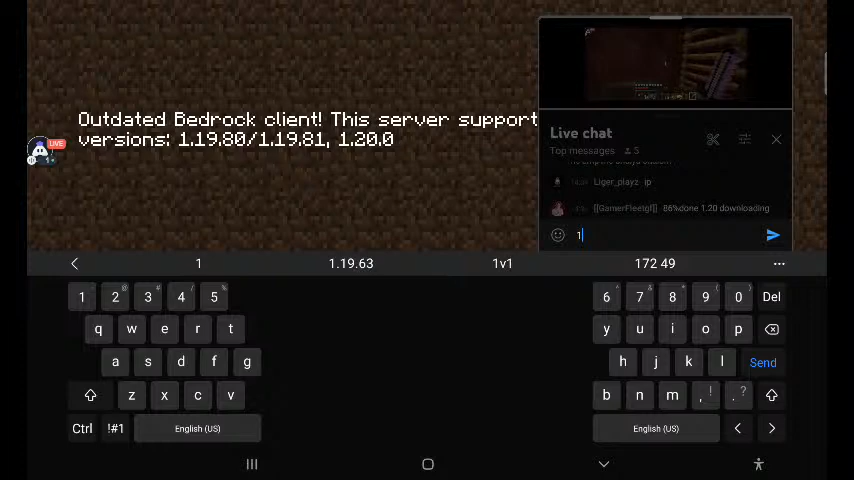 Outdated Bedrock client! This server support
versions: 1.19.80/1.19.81, 1.20.0
LIVE
Live chat
Top messages 5
Liger_playz ip
86%done 1.20 downloading
1
1 1.19.63 1v1 172 49 ...
1 2 @ 3 # 4 / 5 % 6 ^ 7 & 8 * 9 ( 0 ) Del
q w e r t y u i o p
a s d f g h j k l Send
z x c v b n m , ! . ?
Ctrl !#1 English (US) English (US) < >